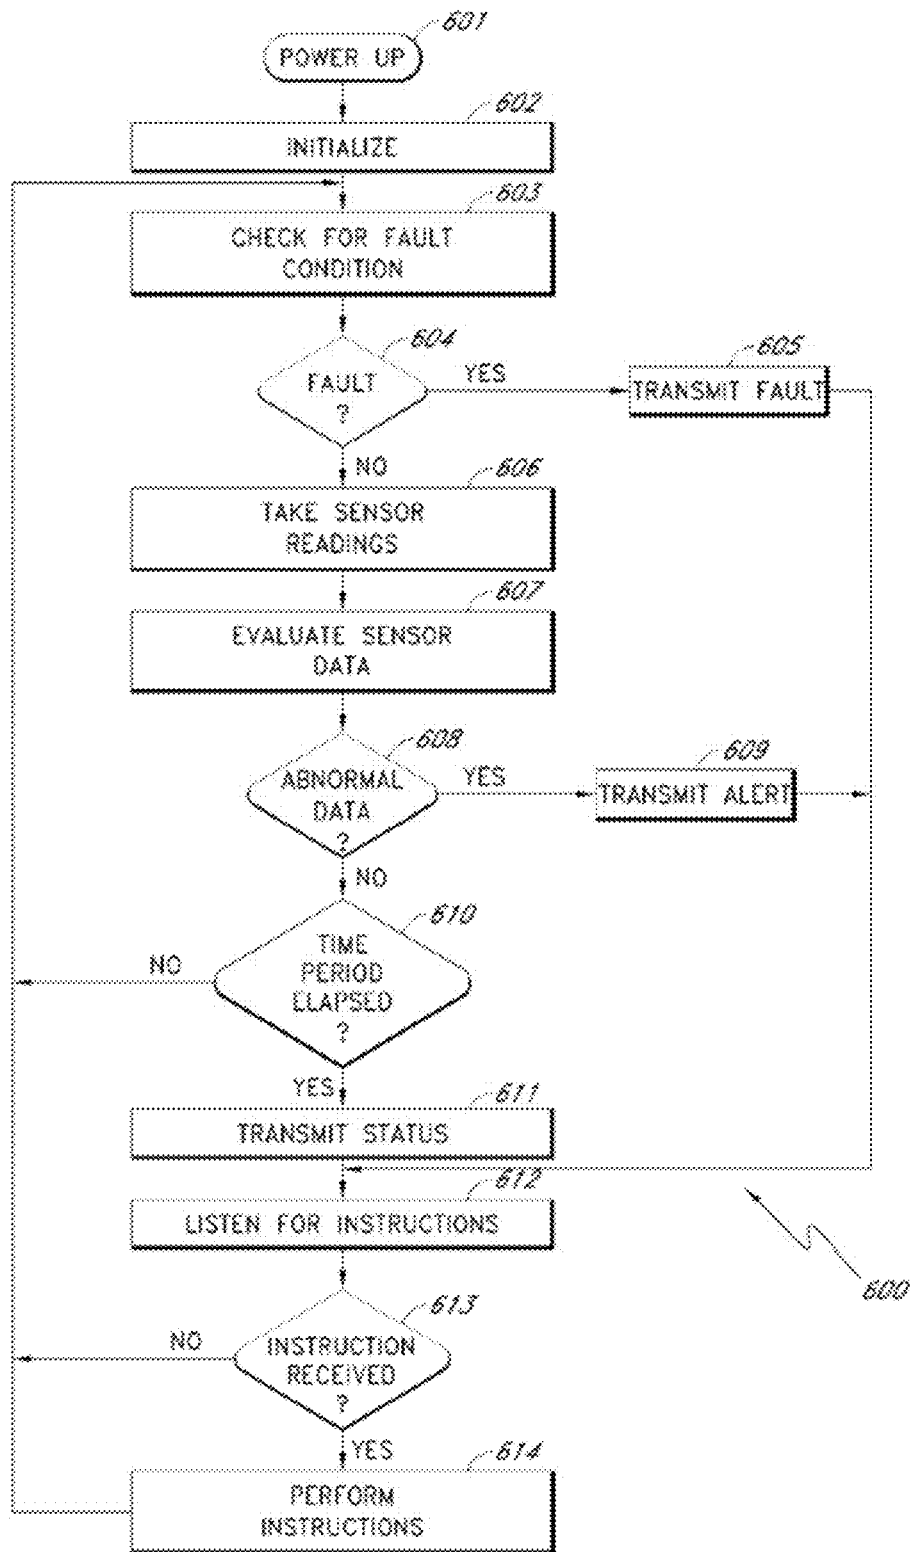 601
POWER UP
602
INITIALIZE
603
CHECK FOR FAULT
CONDITION
604
FAULT
?
YES
605
TRANSMIT FAULT
NO
606
TAKE SENSOR
READINGS
607
EVALUATE SENSOR
DATA
608
ABNORMAL
DATA
?
YES
609
TRANSMIT ALERT
NO
610
TIME
PERIOD
ELAPSED
?
NO
YES
611
TRANSMIT STATUS
612
LISTEN FOR INSTRUCTIONS
600
613
INSTRUCTION
RECEIVED
?
NO
YES
614
PERFORM
INSTRUCTIONS